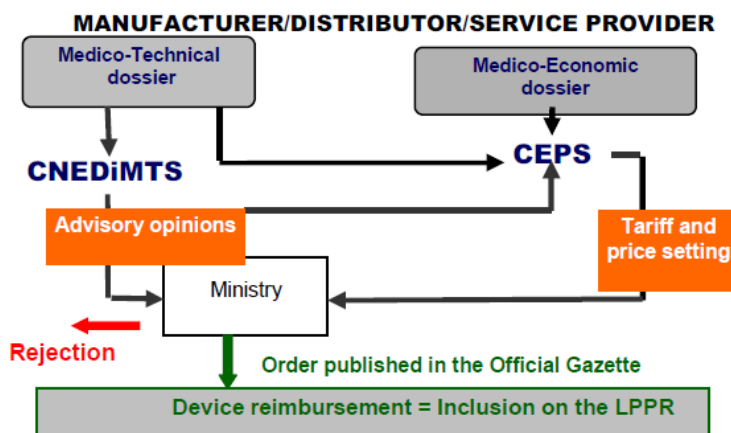 MANUFACTURER/DISTRIBUTOR/SERVICE PROVIDER
Medico-Technical
dossier
Medico-Economic
dossier
CNEDiMTS
CEPS
Advisory opinions
Tariff and
price setting
Ministry
Rejection
Order published in the Official Gazette
Device reimbursement = Inclusion on the LPPR